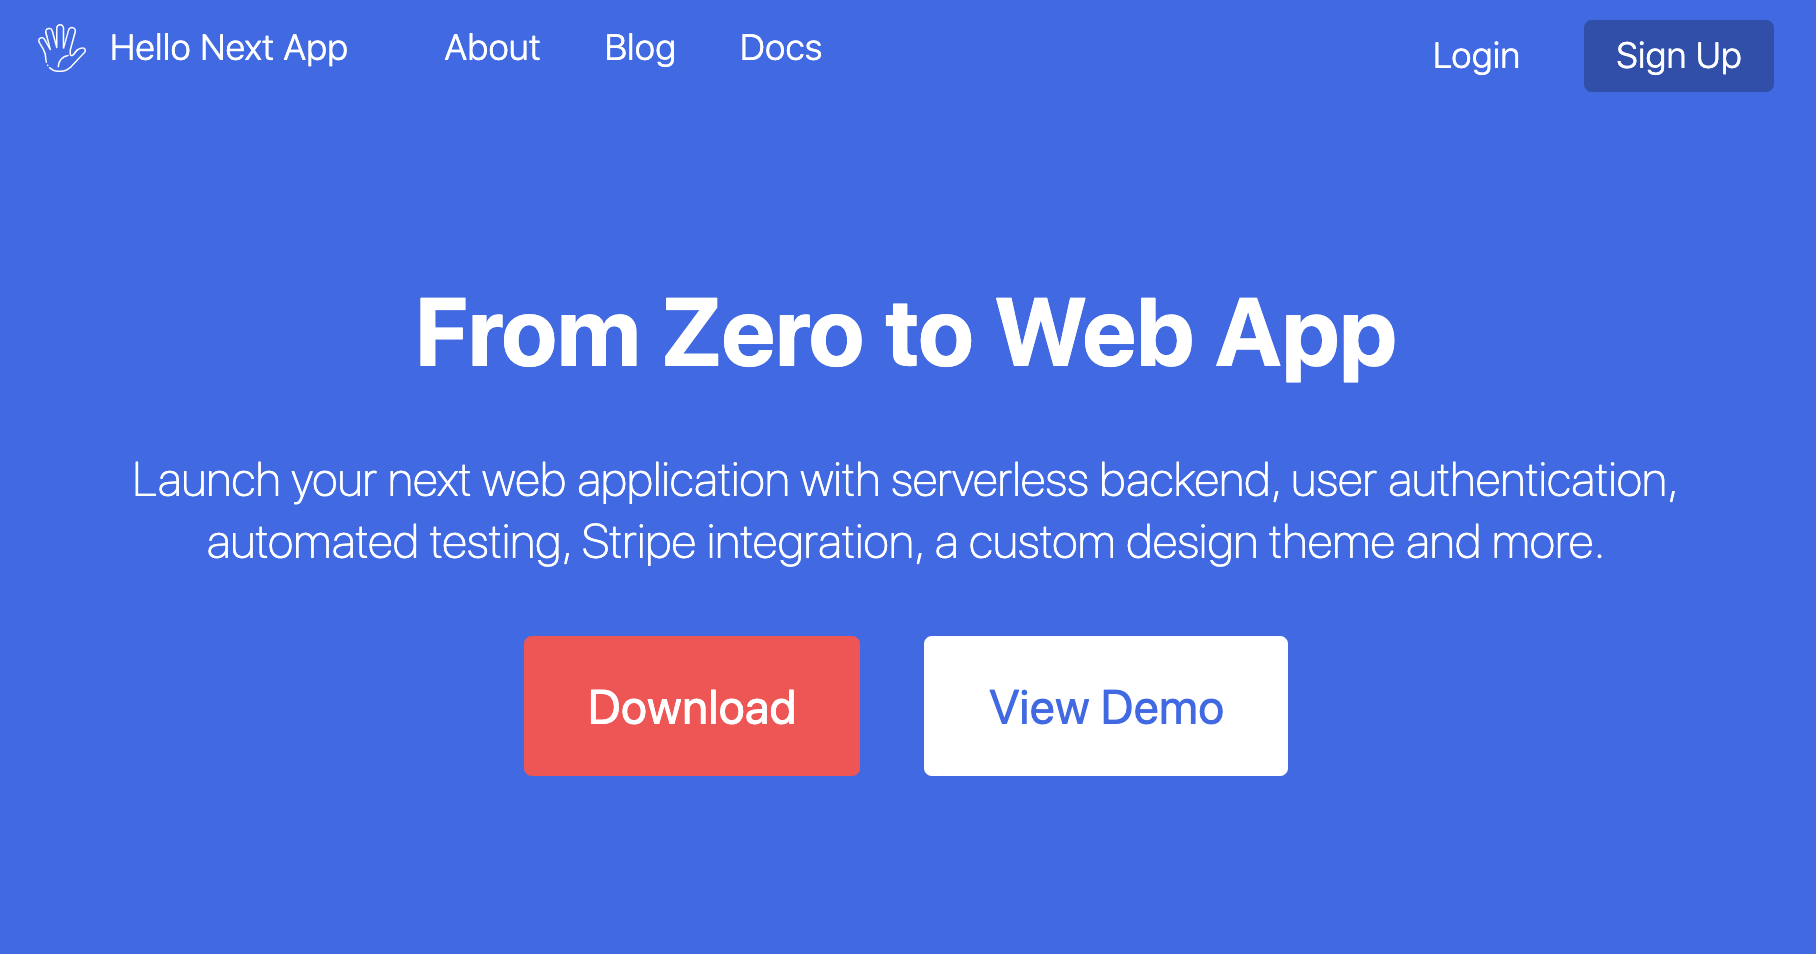 Hello Next App About Blog Docs Login Sign Up
From Zero to Web App
Launch your next web application with serverless backend, user authentication,
automated testing, Stripe integration, a custom design theme and more.
Download View Demo